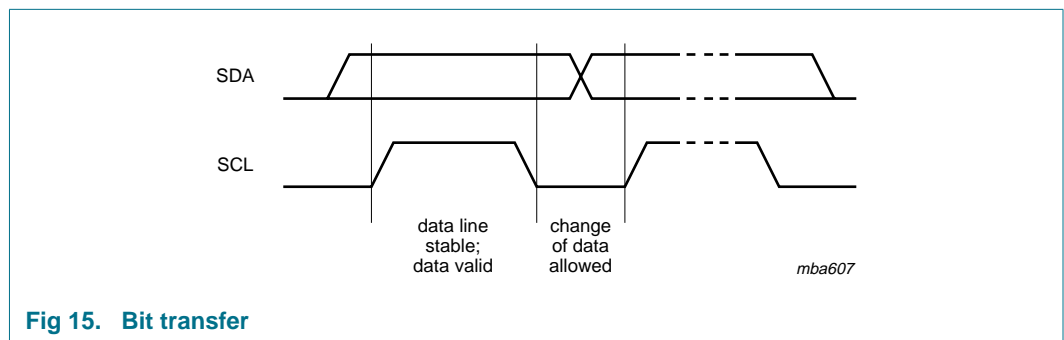 SDA
SCL
data line
stable;
data valid
change
of data
allowed
mba607
Fig 15. Bit transfer